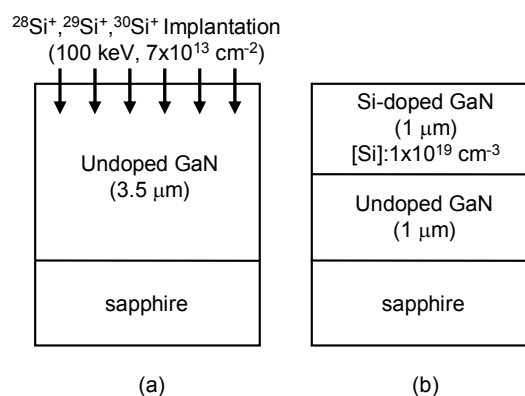 ²⁸Si⁺,²⁹Si⁺,³⁰Si⁺ Implantation
(100 keV, 7x10¹³ cm⁻²)
Undoped GaN
(3.5 μm)
sapphire
(a)
Si-doped GaN
(1 μm)
[Si]:1x10¹⁹ cm⁻³
Undoped GaN
(1 μm)
sapphire
(b)